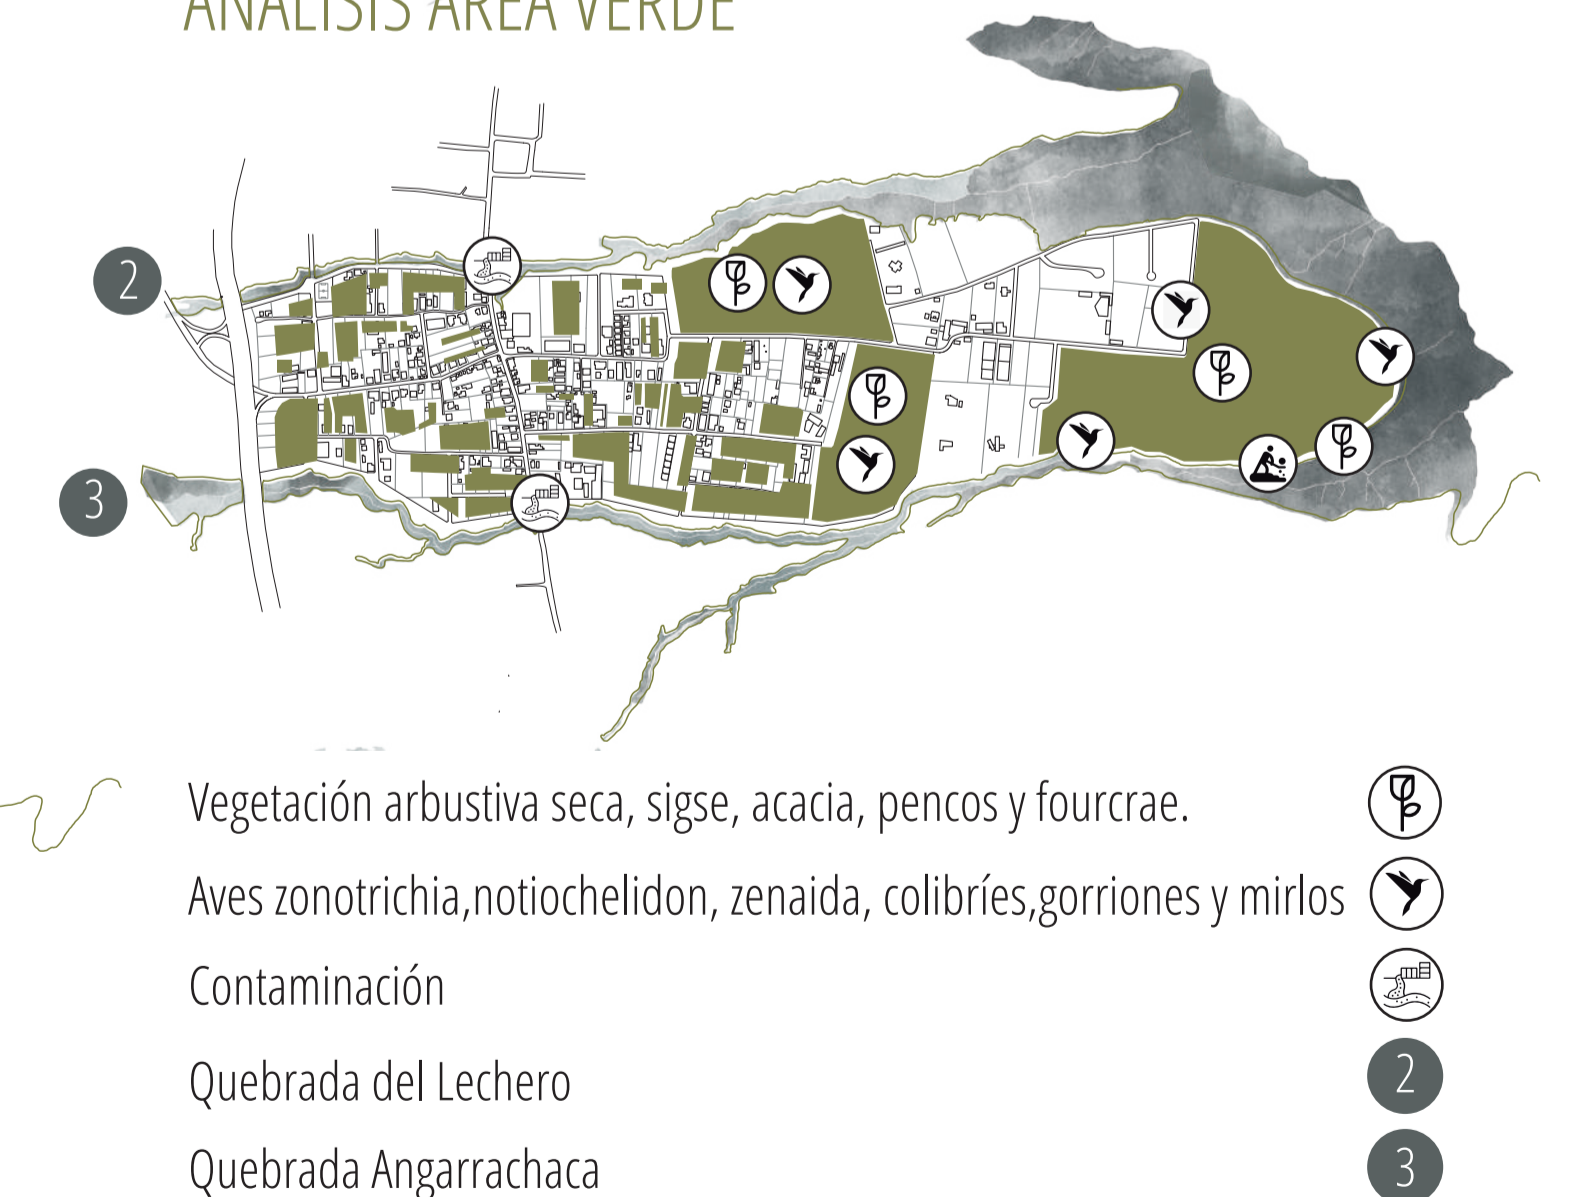 ANÁLISIS ÁREA VERDE
2
3
Vegetación arbustiva seca, sigse, acacia, pencos y fourcrae.
Aves zonotrichia,notiochelidon, zenaida, colibríes,gorriones y mirlos
Contaminación
Quebrada del Lechero
2
Quebrada Angarrachaca
3